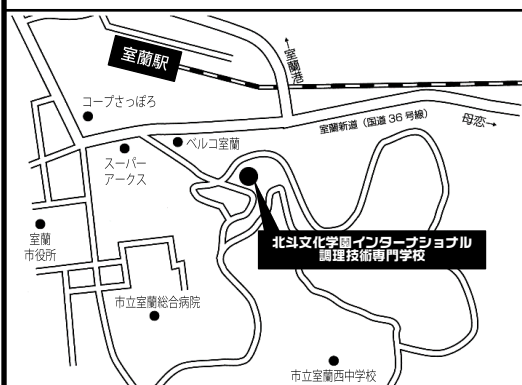 室蘭駅
↑室蘭港
コープさっぽろ
室蘭新道（国道36号線）
母恋→
ベルコ室蘭
スーパー
アークス
室蘭
市役所
北斗文化学園インターナショナル
調理技術専門学校
市立室蘭総合病院
市立室蘭西中学校